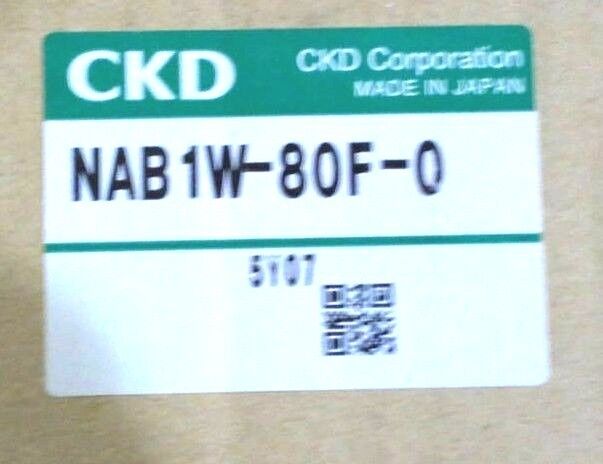 CKD
CKD Corporation
MADE IN JAPAN
NAB1W-80F-0
5Y07